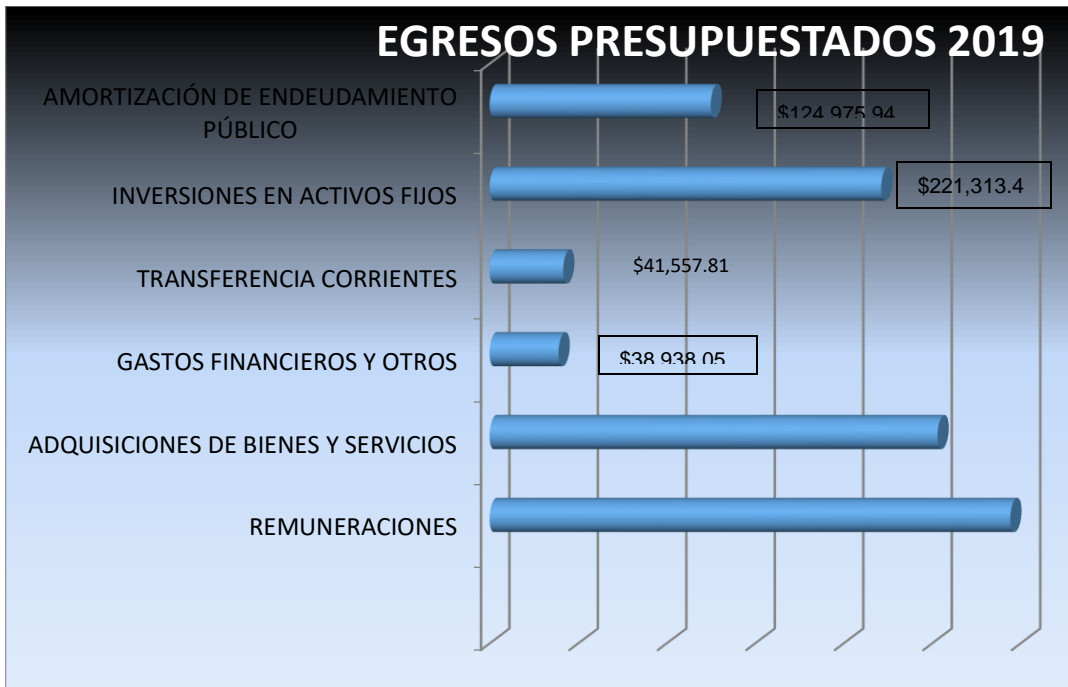 EGRESOS PRESUPUESTADOS 2019
AMORTIZACIÓN DE ENDEUDAMIENTO
PÚBLICO
$124,975.94
INVERSIONES EN ACTIVOS FIJOS
$221,313.4
TRANSFERENCIA CORRIENTES
$41,557.81
GASTOS FINANCIEROS Y OTROS
$38,938.05
ADQUISICIONES DE BIENES Y SERVICIOS
REMUNERACIONES